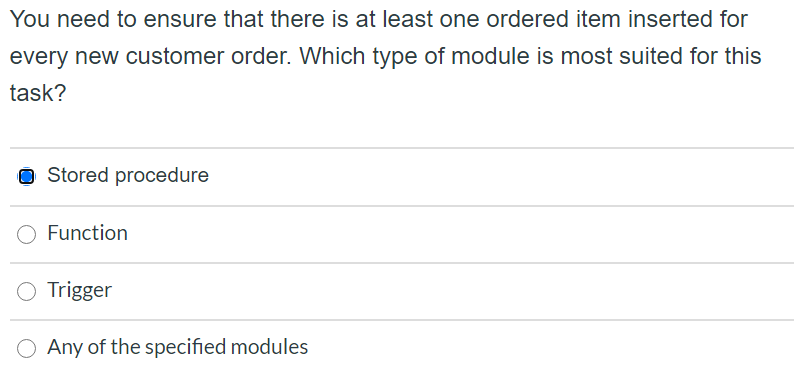 You need to ensure that there is at least one ordered item inserted for
every new customer order. Which type of module is most suited for this
task?
Stored procedure
Function
Trigger
Any of the specified modules